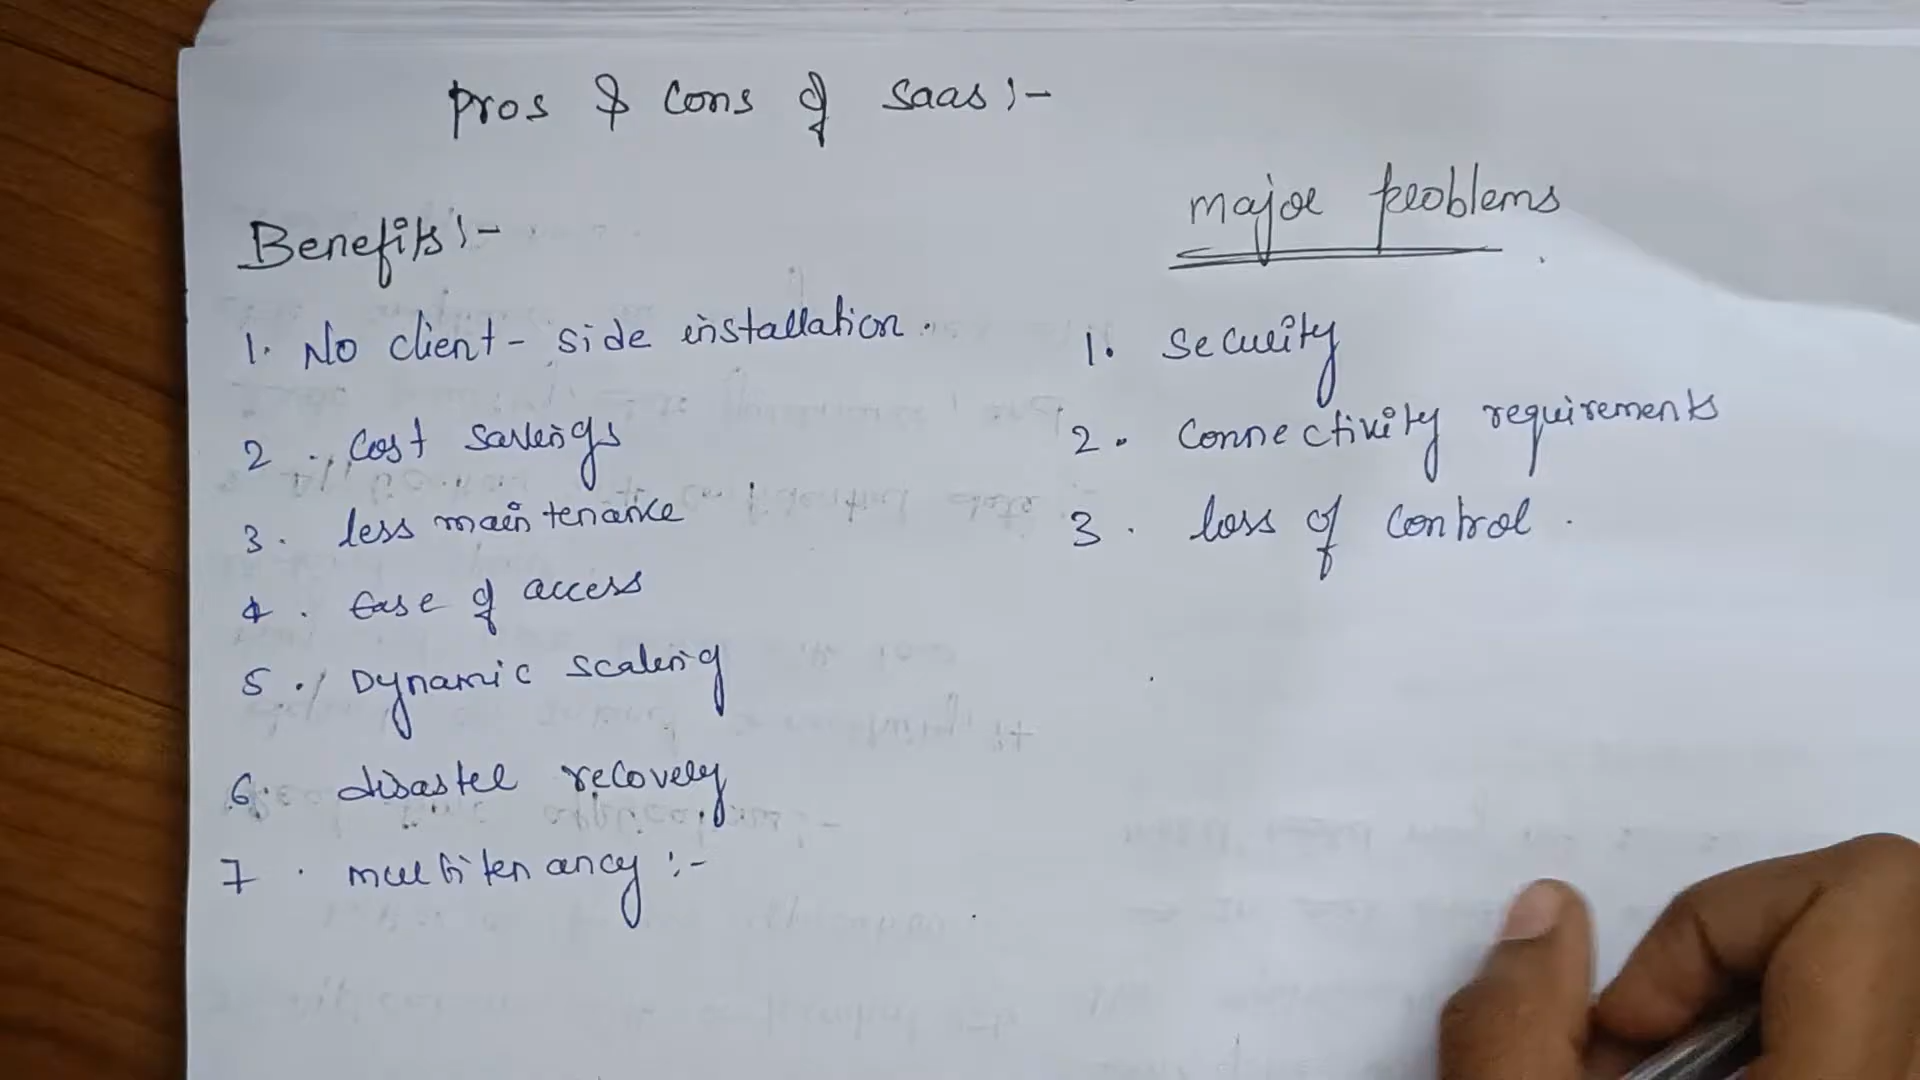 Pros & Cons of Saas :-
Benefits :-
1. No client-side installation.
2. Cost savings
3. less maintenance
4. Ease of access
5. Dynamic scaling
6. disaster recovery
7. multitenancy :-
major problems
1. Security
2. Connectivity requirements
3. loss of control.